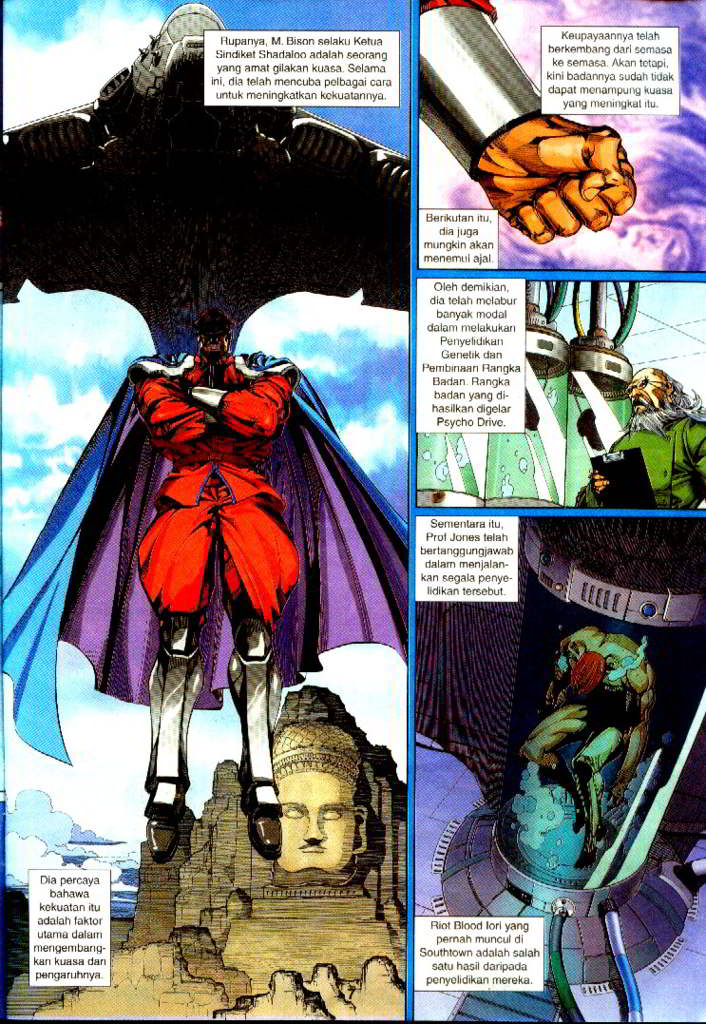 Rupanya, M. Bison selaku Ketua
Sindiket Shadaloo adalah seorang
yang amat gilakan kuasa. Selama
ini, dia telah mencuba pelbagai cara
untuk meningkatkan kekuatannya.
Dia percaya
bahawa
kekuatan itu
adalah faktor
utama dalam
mengembang-
kan kuasa dan
pengaruhnya.
Keupayaannya telah
berkembang dari semasa
ke semasa. Akan tetapi,
kini badannya sudah tidak
dapat menampung kuasa
yang meningkat itu.
Berikutan itu,
dia juga
mungkin akan
menemui ajal.
Oleh demikian,
dia telah melabur
banyak modal
dalam melakukan
Penyelidikan
Genetik dan
Pembinaan Rangka
Badan. Rangka
badan yang di-
hasilkan digelar
Psycho Drive.
Sementara itu,
Prof Jones telah
bertanggungjawab
dalam menjalan-
kan segala penye-
lidikan tersebut.
Riot Blood Iori yang
pernah muncul di
Southtown adalah salah
satu hasil daripada
penyelidikan mereka.